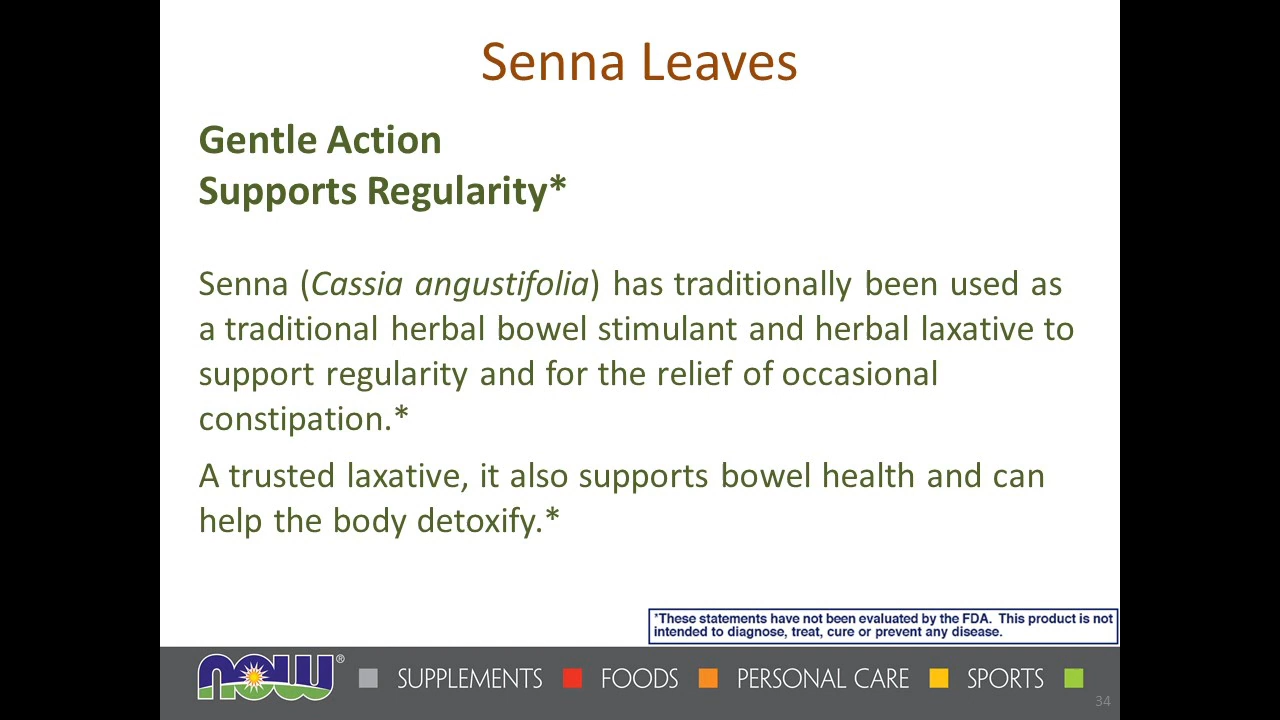 Senna Leaves
Gentle Action
Supports Regularity*
Senna (Cassia angustifolia) has traditionally been used as
a traditional herbal bowel stimulant and herbal laxative to
support regularity and for the relief of occasional
constipation.*
A trusted laxative, it also supports bowel health and can
help the body detoxify.*
*These statements have not been evaluated by the FDA. This product is not
intended to diagnose, treat, cure or prevent any disease.
now® SUPPLEMENTS FOODS PERSONAL CARE SPORTS
34